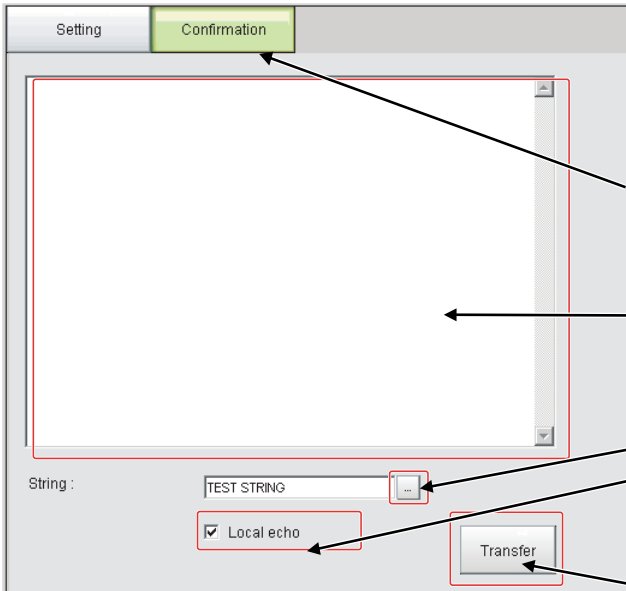 Setting Confirmation
String : TEST STRING ...
Local echo
Transfer